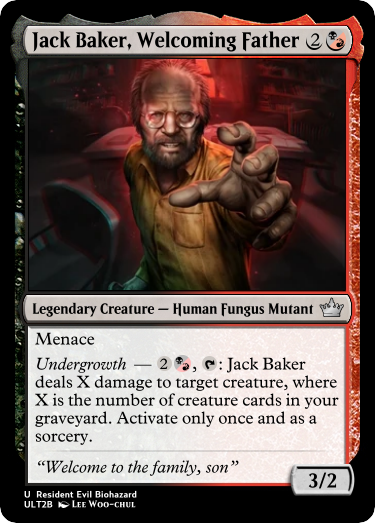 Jack Baker, Welcoming Father 2
Legendary Creature — Human Fungus Mutant
Menace
Undergrowth — 2 , : Jack Baker
deals X damage to target creature, where
X is the number of creature cards in your
graveyard. Activate only once and as a
sorcery.
“Welcome to the family, son”
3/2
U Resident Evil Biohazard
ULT2B Lee Woo-chul